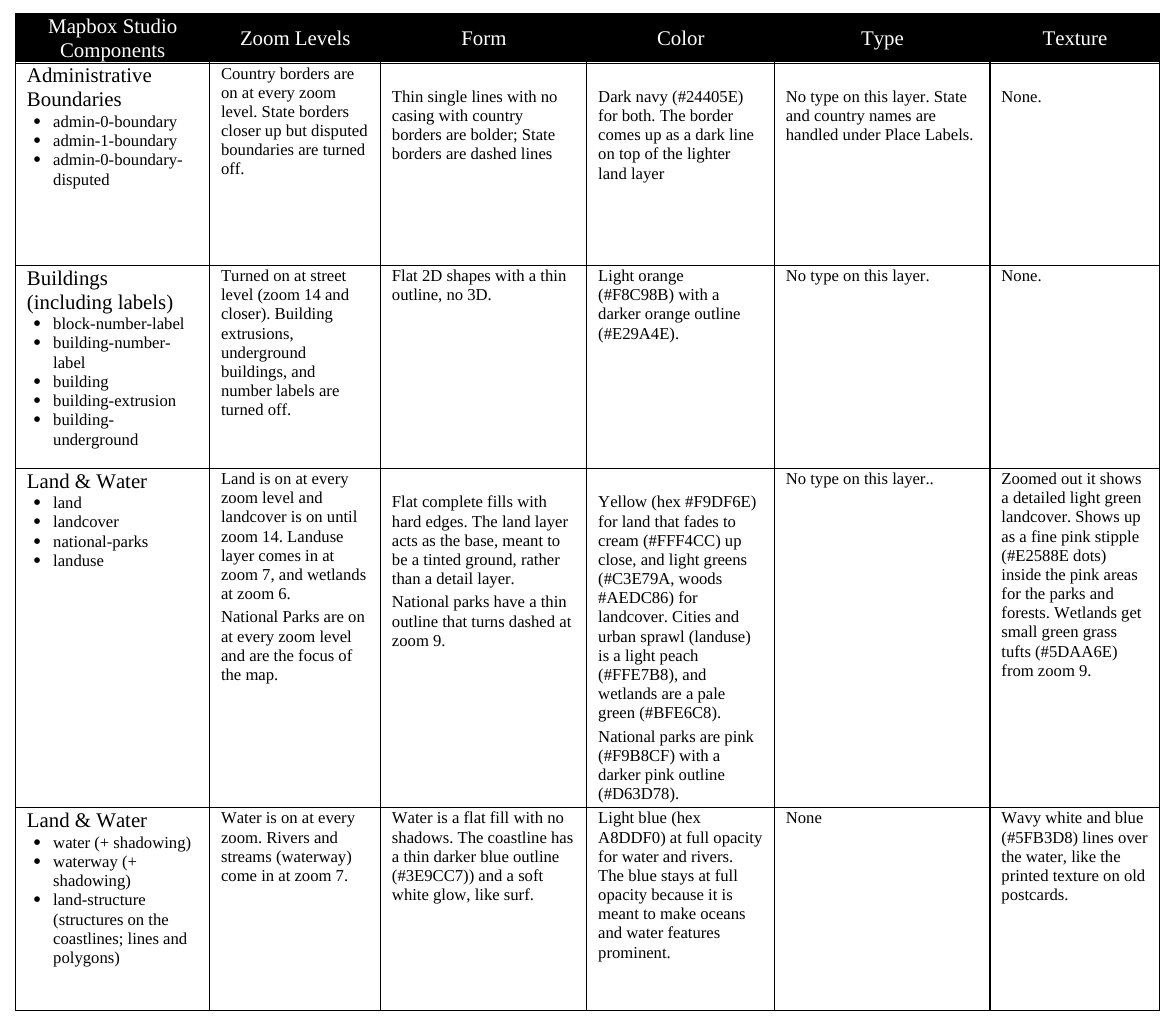 Mapbox Studio
Components
Zoom Levels
Form
Color
Type
Texture
Administrative
Boundaries
• admin-0-boundary
• admin-1-boundary
• admin-0-boundary-
disputed
Country borders are
on at every zoom
level. State borders
closer up but disputed
boundaries are turned
off.
Thin single lines with no
casing with country
borders are bolder; State
borders are dashed lines
Dark navy (#24405E)
for both. The border
comes up as a dark line
on top of the lighter
land layer
No type on this layer. State
and country names are
handled under Place Labels.
None.
Buildings
(including labels)
• block-number-label
• building-number-
label
• building
• building-extrusion
• building-
underground
Turned on at street
level (zoom 14 and
closer). Building
extrusions,
underground
buildings, and
number labels are
turned off.
Flat 2D shapes with a thin
outline, no 3D.
Light orange
(#F8C98B) with a
darker orange outline
(#E29A4E).
No type on this layer.
None.
Land & Water
• land
• landcover
• national-parks
• landuse
Land is on at every
zoom level and
landcover is on until
zoom 14. Landuse
layer comes in at
zoom 7, and wetlands
at zoom 6.
National Parks are on
at every zoom level
and are the focus of
the map.
Flat complete fills with
hard edges. The land layer
acts as the base, meant to
be a tinted ground, rather
than a detail layer.
National parks have a thin
outline that turns dashed at
zoom 9.
Yellow (hex #F9DF6E)
for land that fades to
cream (#FFF4CC) up
close, and light greens
(#C3E79A, woods
#AEDC86) for
landcover. Cities and
urban sprawl (landuse)
is a light peach
(#FFE7B8), and
wetlands are a pale
green (#BFE6C8).
National parks are pink
(#F9B8CF) with a
darker pink outline
(#D63D78).
No type on this layer..
Zoomed out it shows
a detailed light green
landcover. Shows up
as a fine pink stipple
(#E2588E dots)
inside the pink areas
for the parks and
forests. Wetlands get
small green grass
tufts (#5DAA6E)
from zoom 9.
Land & Water
• water (+ shadowing)
• waterway (+
shadowing)
• land-structure
(structures on the
coastlines; lines and
polygons)
Water is on at every
zoom. Rivers and
streams (waterway)
come in at zoom 7.
Water is a flat fill with no
shadows. The coastline has
a thin darker blue outline
(#3E9CC7)) and a soft
white glow, like surf.
Light blue (hex
A8DDF0) at full opacity
for water and rivers.
The blue stays at full
opacity because it is
meant to make oceans
and water features
prominent.
None
Wavy white and blue
(#5FB3D8) lines over
the water, like the
printed texture on old
postcards.